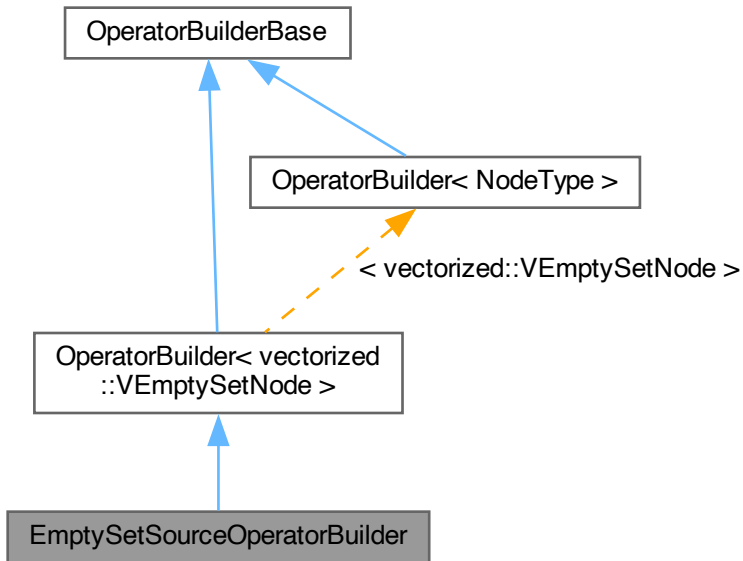 OperatorBuilderBase
OperatorBuilder< NodeType >
< vectorized::VEmptySetNode >
OperatorBuilder< vectorized
::VEmptySetNode >
EmptySetSourceOperatorBuilder